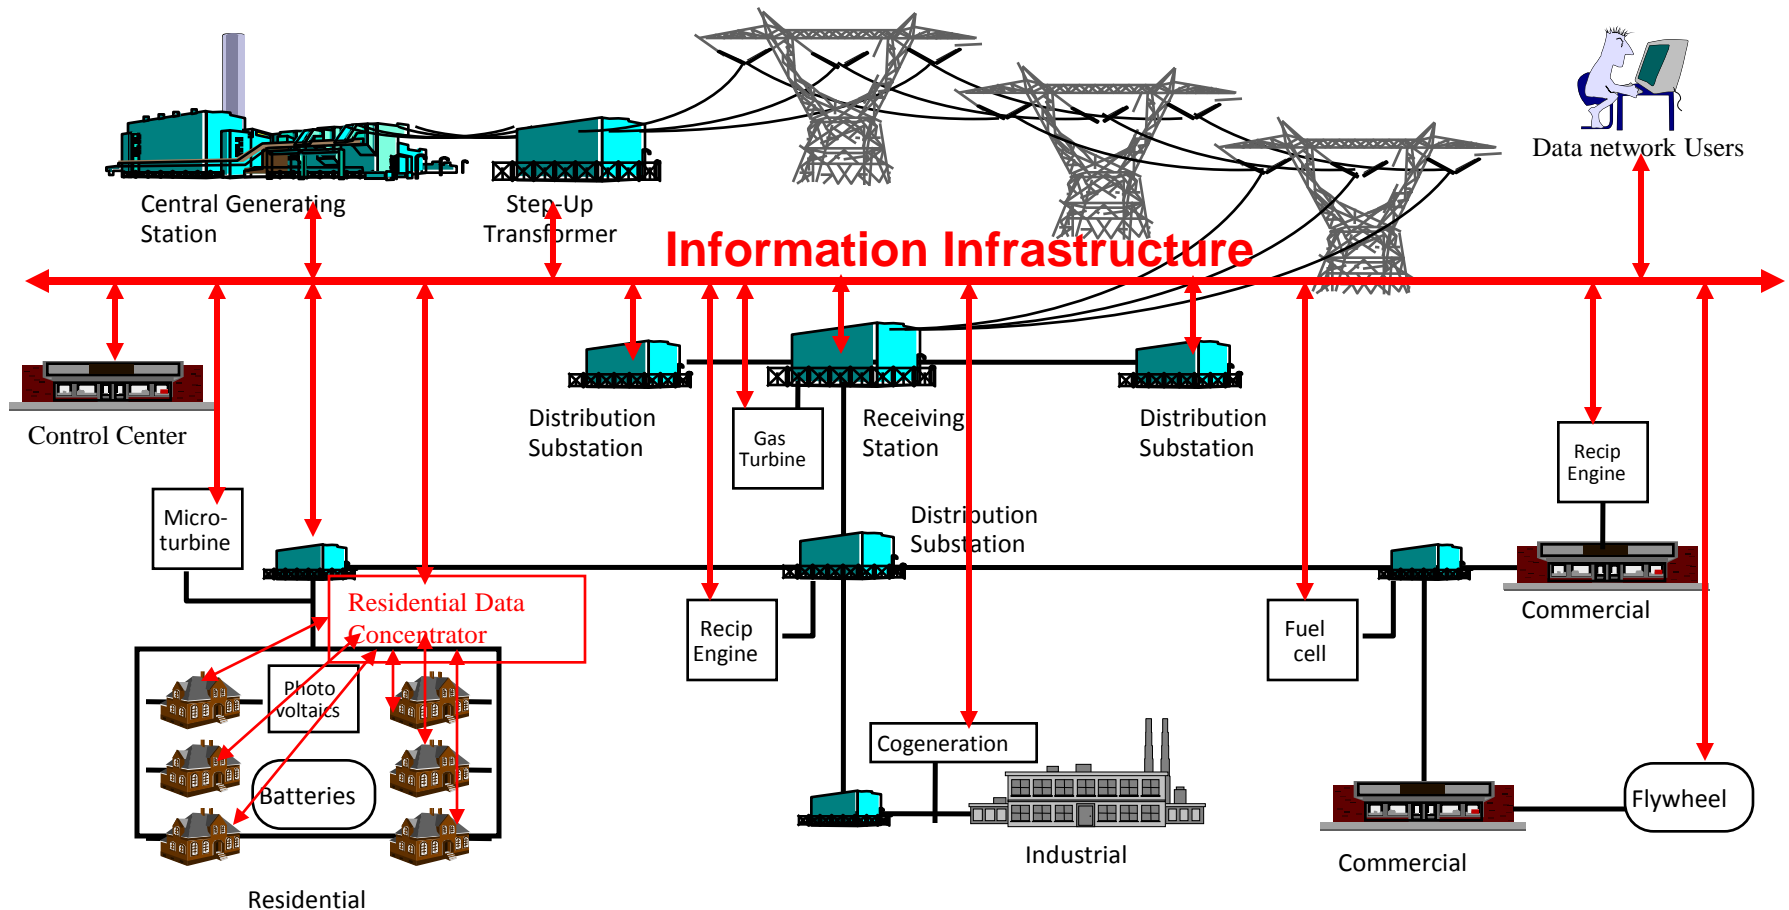 Data network Users
Central Generating
Station
Step-Up
Transformer
Information Infrastructure
Control Center
Distribution
Substation
Gas
Turbine
Receiving
Station
Distribution
Substation
Recip
Engine
Micro-
turbine
Distribution
Substation
Residential Data
Concentrator
Recip
Engine
Fuel
cell
Commercial
Photo
voltaics
Batteries
Cogeneration
Flywheel
Industrial
Commercial
Residential